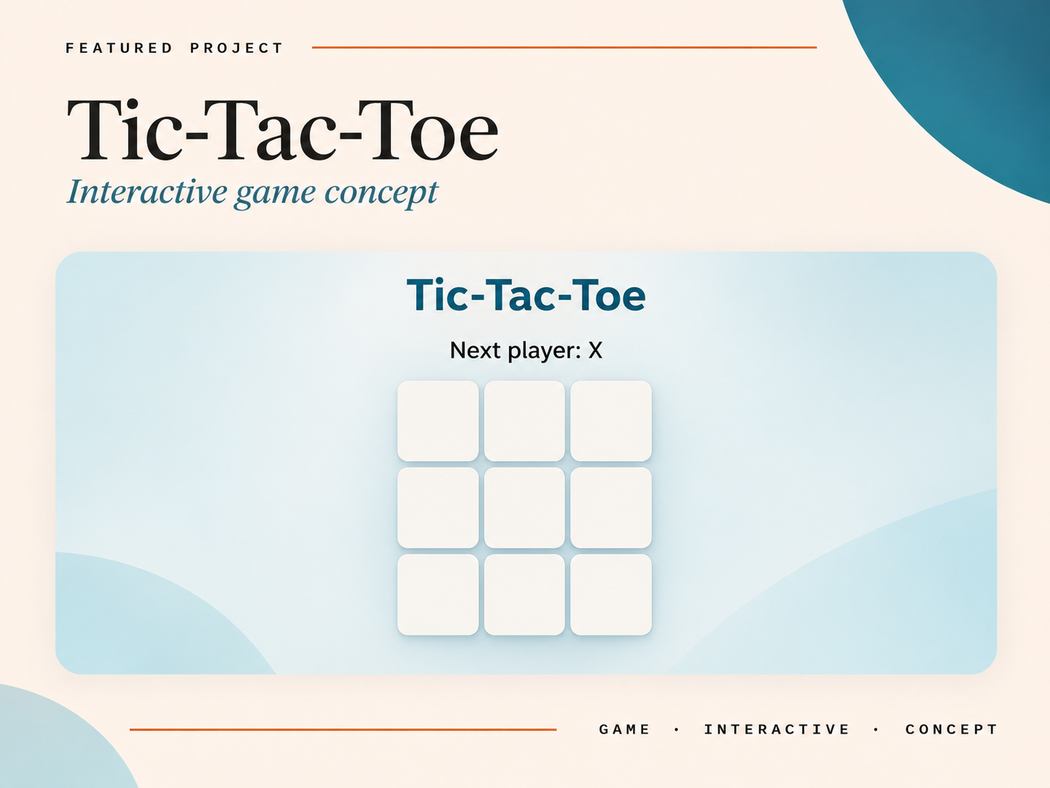 FEATURED PROJECT
Tic-Tac-Toe
Interactive game concept
Tic-Tac-Toe
Next player: X
GAME • INTERACTIVE • CONCEPT